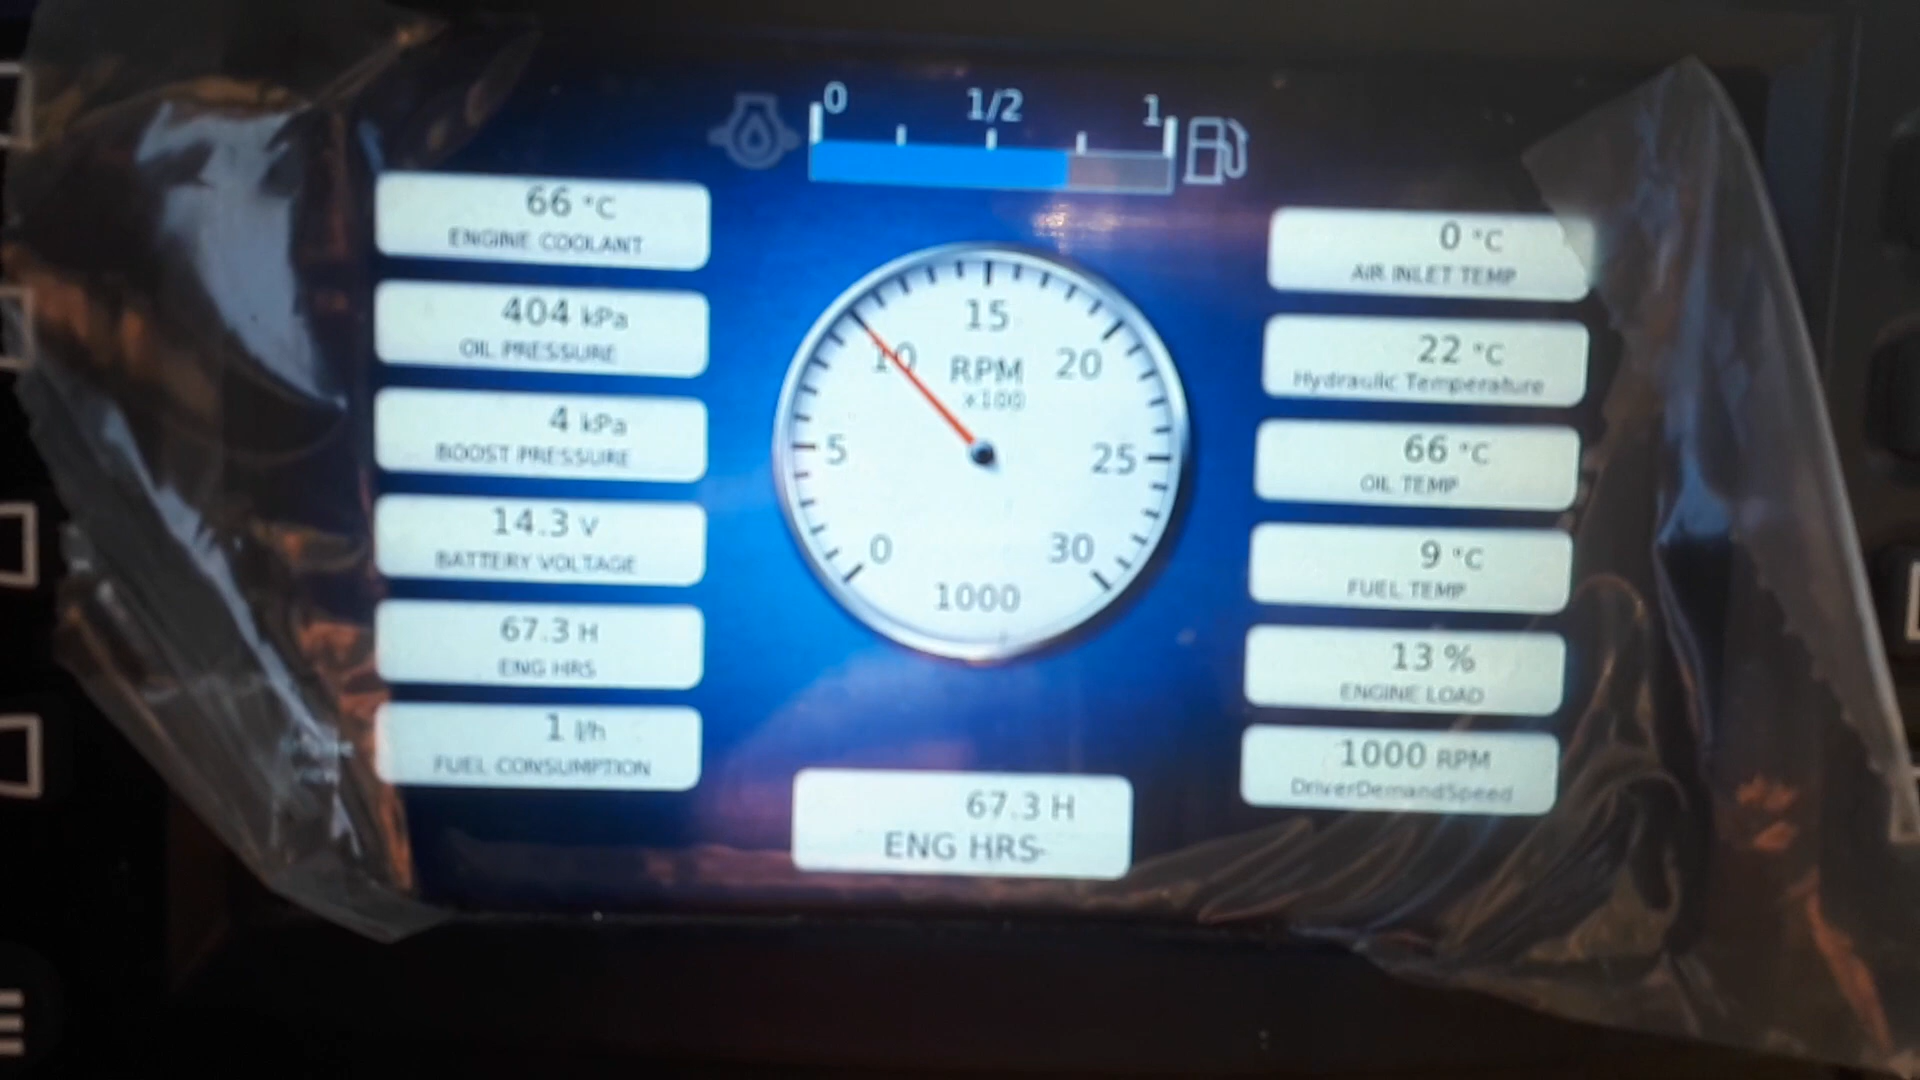 0 1/2 1
66 °C
ENGINE COOLANT
404 kPa
OIL PRESSURE
4 kPa
BOOST PRESSURE
14.3 V
BATTERY VOLTAGE
67.3 H
ENG HRS
1 l/h
FUEL CONSUMPTION
0 5 10 15 20 25 30
RPM
x100
1000
67.3 H
ENG HRS
0 °C
AIR INLET TEMP
22 °C
Hydraulic Temperature
66 °C
OIL TEMP
9 °C
FUEL TEMP
13 %
ENGINE LOAD
1000 RPM
DriverDemandSpeed